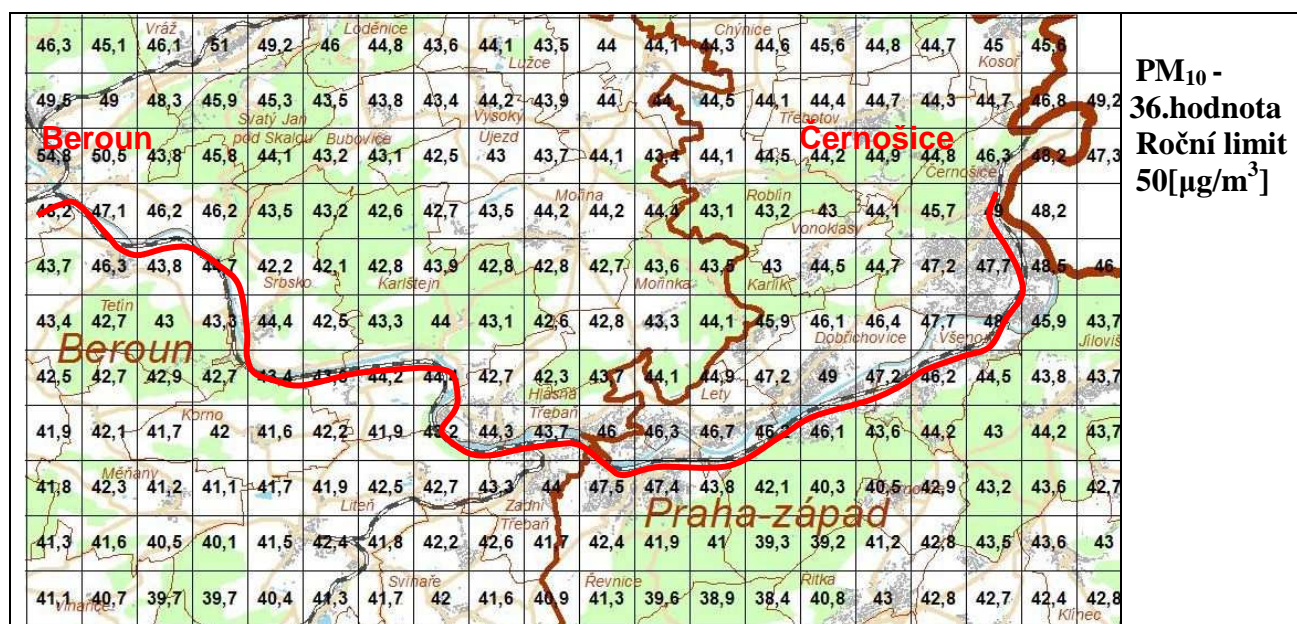 Vráž Loděnice Chýnice
46,3 45,1 46,1 51 49,2 46 44,8 43,6 44,1 43,5 44 44,1 44,3 44,6 45,6 44,8 44,7 45 45,6
Lužce Kosoř
49,5 49 48,3 45,9 45,3 43,5 43,8 43,4 44,2 43,9 44 44 44,5 44,1 44,4 44,7 44,3 44,7 46,8 49,2
Svatý Jan Vysoký Třebotov
Beroun pod Skalou Bubovice Újezd Černošice
54,8 50,5 43,8 45,8 44,1 43,2 43,1 42,5 43 43,7 44,1 43,4 44,1 44,5 44,2 44,9 44,8 46,3 48,2 47,3
Černošice
Mořina Roblín
47,1 46,2 46,2 43,5 43,2 42,6 42,7 43,5 44,2 44,2 44,4 43,1 43,2 43 44,1 45,7 49 48,2
Vonoklasy
43,7 46,3 43,8 44,7 42,2 42,1 42,8 43,9 42,8 42,8 42,7 43,6 43,5 43 44,5 44,7 47,2 47,7 48,5 46
Srbsko Karlštejn Mořinka Karlík
Tetín
43,4 42,7 43 43,3 44,4 42,5 43,3 44 43,1 42,6 42,8 43,3 44,1 45,9 46,1 46,4 47,7 48 45,9 43,7
Beroun Dobřichovice Všenory Jíloviš
42,5 42,7 42,9 42,7 43,4 44,2 44,4 42,7 42,3 43,7 44,1 44,9 47,2 49 47,2 46,2 44,5 43,8 43,7
Hlásná Lety
Korno Třebaň
41,9 42,1 41,7 42 41,6 42,2 41,9 43,2 44,3 43,7 46 46,3 46,7 46,2 46,1 43,6 44,2 43 44,2 43,7
Měňany
41,8 42,3 41,2 41,1 41,7 41,9 42,5 42,7 43,3 44 47,5 47,4 43,8 42,1 40,3 40,5 42,9 43,2 43,6 42,7
Liteň Zadní Praha-západ
Třebaň
41,3 41,6 40,5 40,1 41,5 42,4 41,8 42,2 42,6 41,7 42,4 41,9 41 39,3 39,2 41,2 42,8 43,5 43,6 43
Svinaře Řevnice Řitka
41,1 40,7 39,7 39,7 40,4 41,3 41,7 42 41,6 40,9 41,3 39,6 38,9 38,4 40,8 43 42,8 42,7 42,4 42,8
Vinařice Klínec
PM10 -
36.hodnota
Roční limit
50[µg/m3]